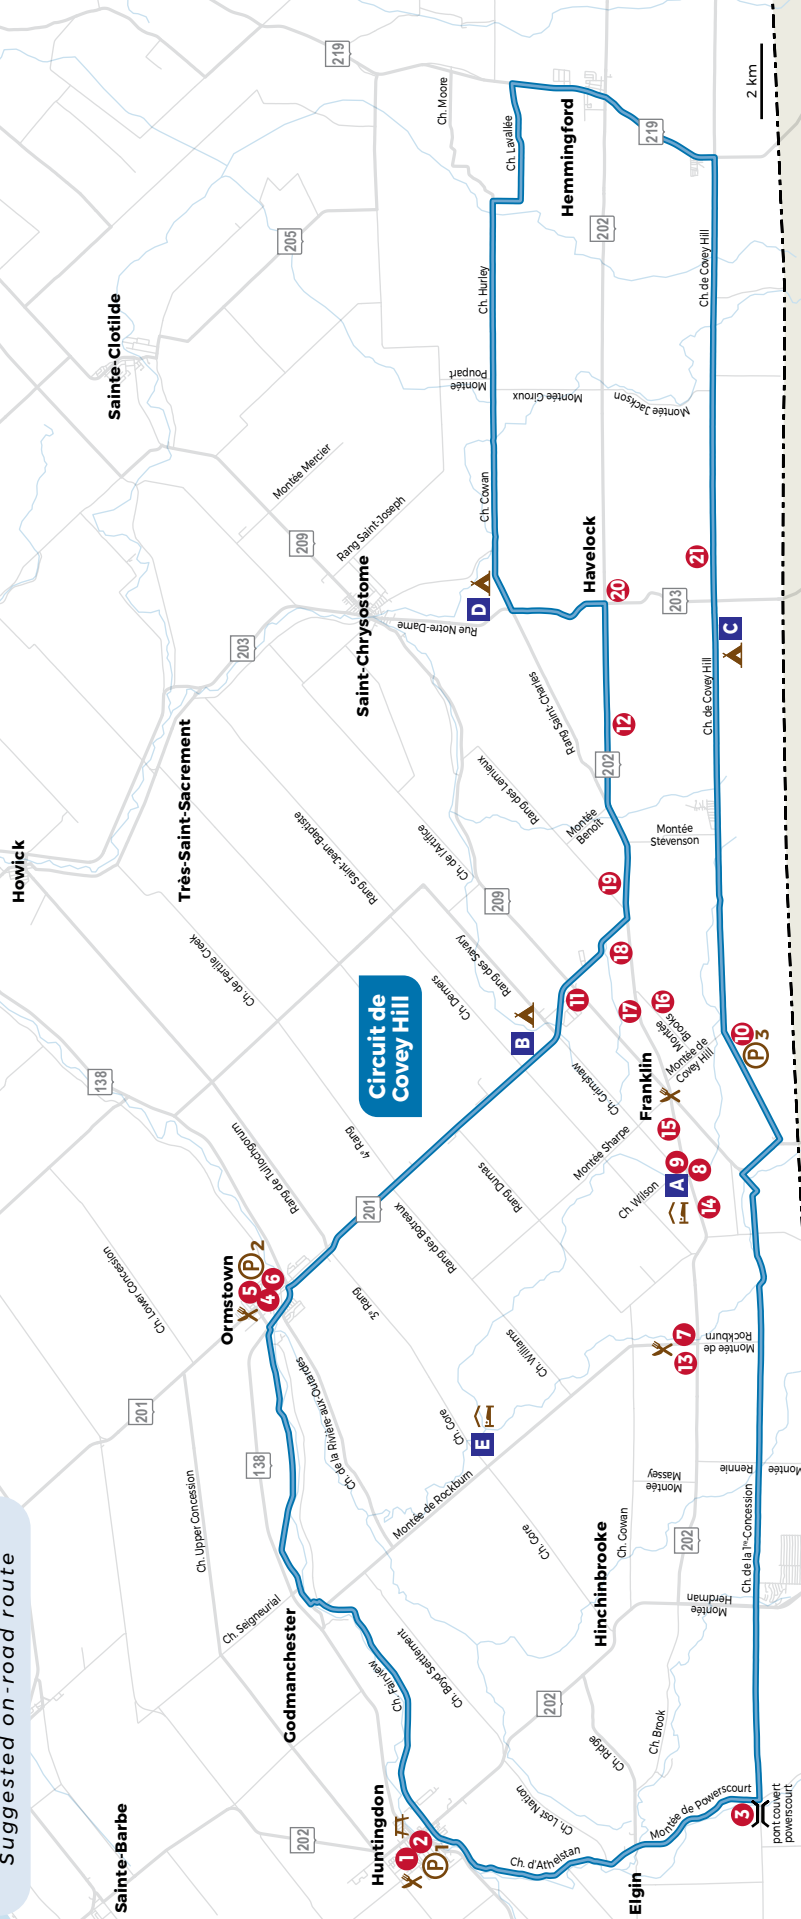 Suggested on-road route
Sainte-Barbe
Howick
Sainte-Clotilde
Très-Saint-Sacrement
Ormstown
Godmanchester
Huntingdon
Saint-Chrysostome
Circuit de
Covey Hill
Hemmingford
Havelock
Franklin
Hinchinbrooke
Elgin
219
Ch. Moore
Ch. Lavallée
205
202
219
Ch. de Covey Hill
2 km
Ch. Hurley
Montée
Poupart
Montée Giroux
Montée Jackson
Montée Mercier
209
Rang Saint-Joseph
Ch. Cowan
203
Rue Notre-Dame
D
20
21
203
C
Ch. de Covey Hill
Rang Saint-Charles
12
202
Rang des Lemieux
Montée
Benoit
Montée
Stevenson
Rang Saint-Jean-Baptiste
Ch. de l'Artifice
209
19
18
Rang des Savary
Ch. Demers
Ch. de Fertile Creek
138
B
11
17
16
Montée
Brooks
Montée de
Covey Hill
10
P3
Ch. Grimshaw
4e Rang
Rang de Tullochgorum
Rang Dumas
Montée Sharpe
15
9
8
A
14
Ch. Wilson
201
Rang des Botreaux
P2
5
4
6
Ch. Lower Concession
3e Rang
Ch. Williams
7
13
Montée de
Rockburn
201
138
Ch. de la Rivière-aux-Outardes
Ch. Gore
E
Montée de Rockburn
Ch. Gore
Montée
Massey
Montée
Rennie
Ch. Upper Concession
Ch. Gowan
202
Ch. de la 1re-Concession
Montée
Herdman
Ch. Seigneurial
Ch. Fairview
Ch. Boyd Settlement
202
Ch. Ridge
Ch. Brook
202
1
2
P1
Ch. Lost Nation
Ch. d'Athelstan
Montée de Powerscourt
3
pont couvert
powerscourt